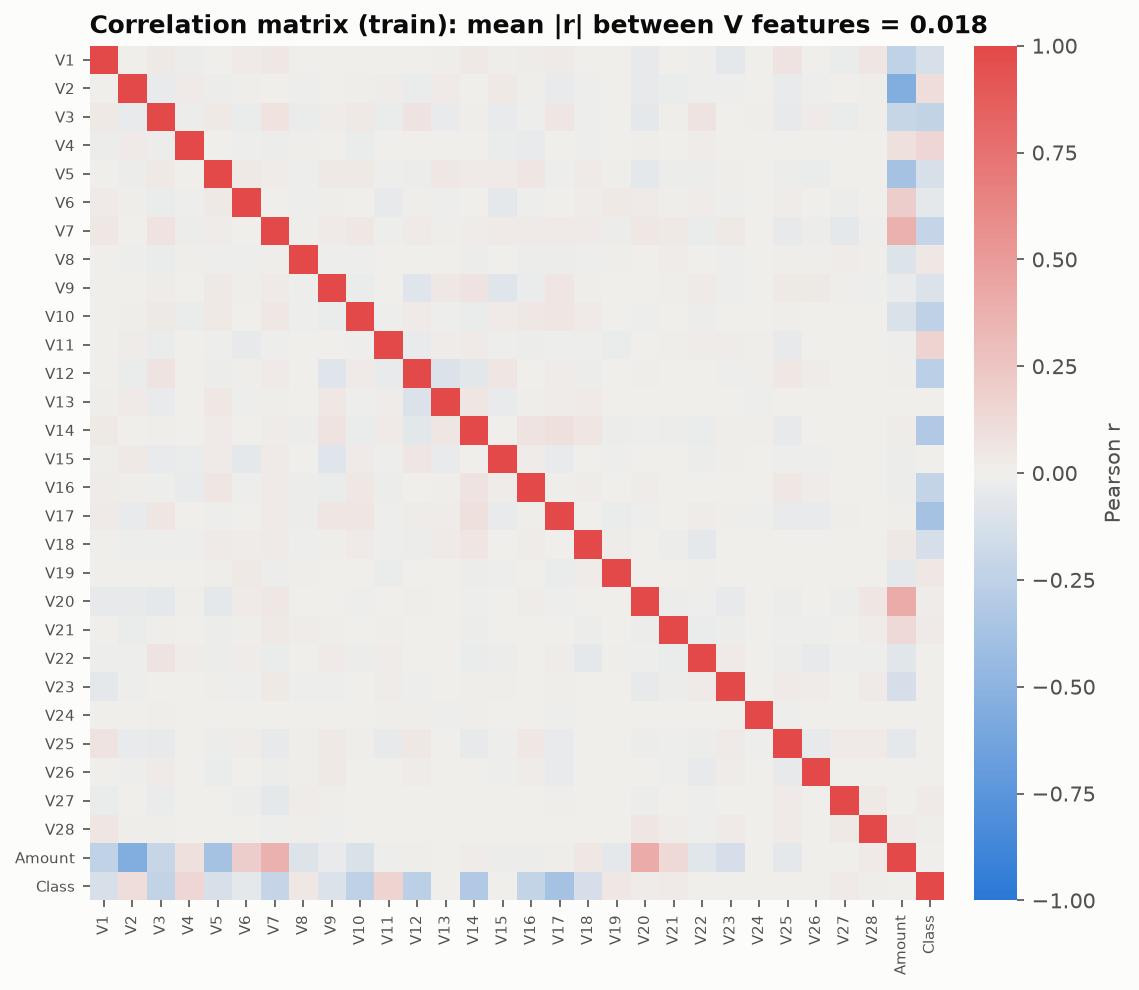 Correlation matrix (train): mean |r| between V features = 0.018
V1
V2
V3
V4
V5
V6
V7
V8
V9
V10
V11
V12
V13
V14
V15
V16
V17
V18
V19
V20
V21
V22
V23
V24
V25
V26
V27
V28
Amount
Class
V1 V2 V3 V4 V5 V6 V7 V8 V9 V10 V11 V12 V13 V14 V15 V16 V17 V18 V19 V20 V21 V22 V23 V24 V25 V26 V27 V28 Amount Class
1.00
0.75
0.50
0.25
0.00
−0.25
−0.50
−0.75
−1.00
Pearson r